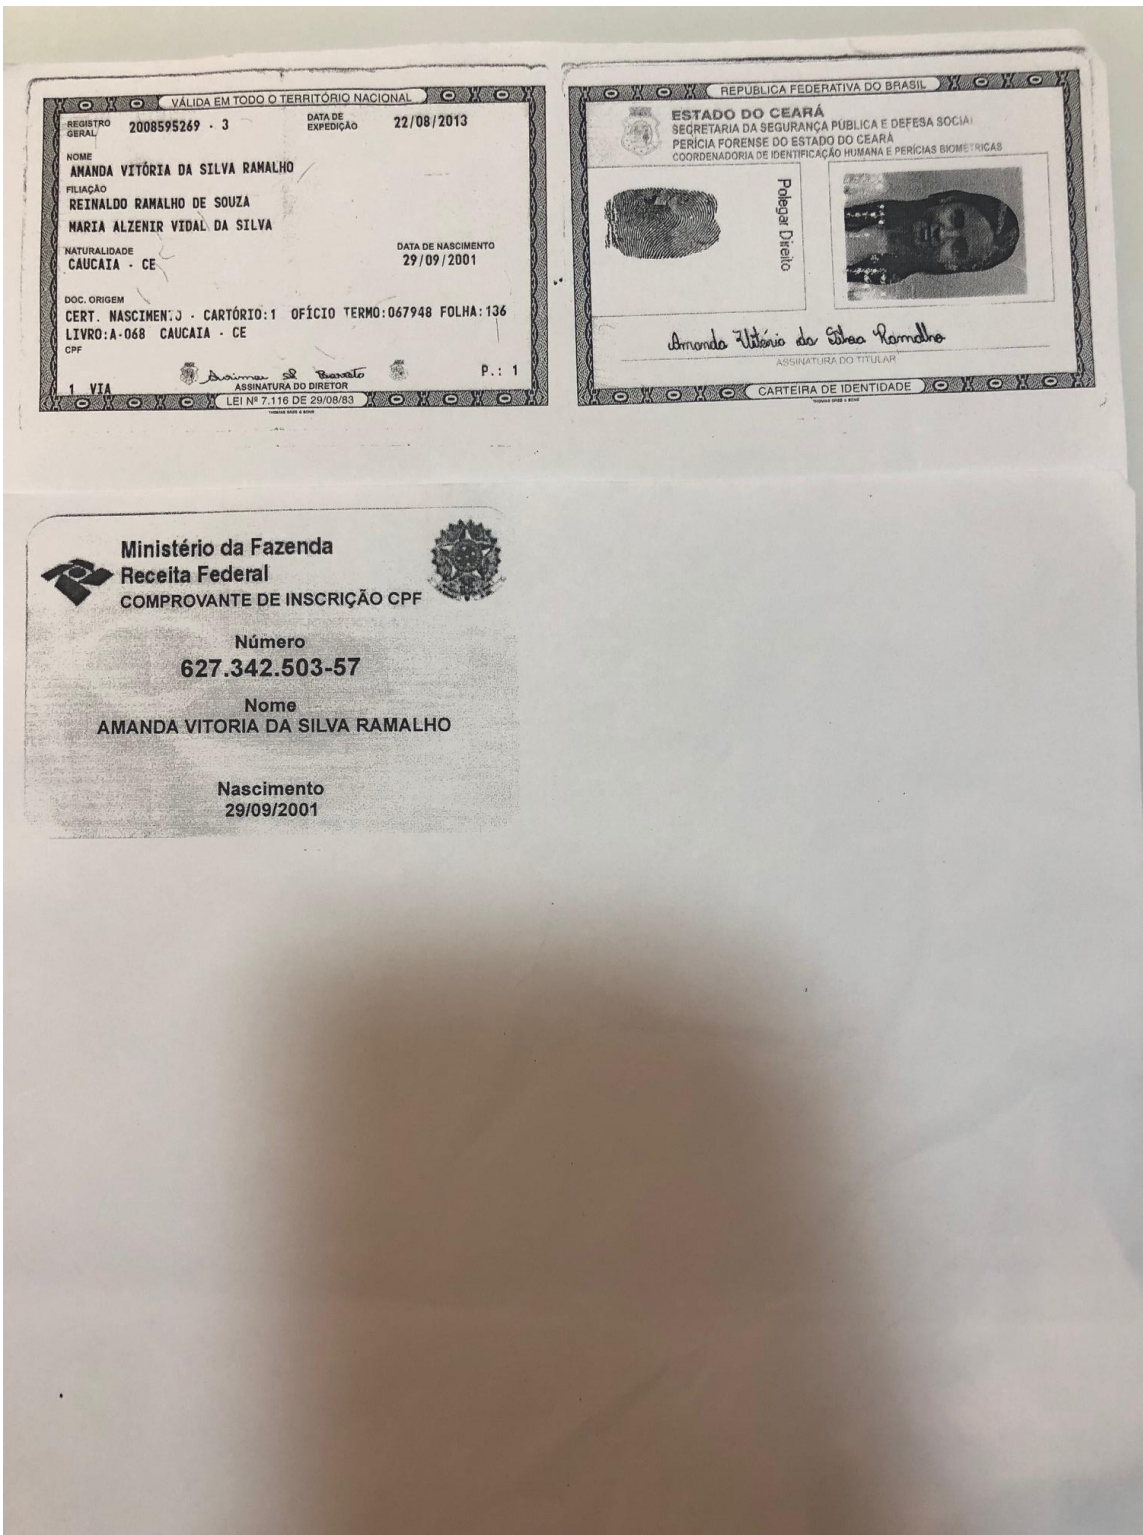 VÁLIDA EM TODO O TERRITÓRIO NACIONAL
REGISTRO GERAL 2008595269 - 3 DATA DE EXPEDIÇÃO 22/08/2013
NOME
AMANDA VITÓRIA DA SILVA RAMALHO
FILIAÇÃO
REINALDO RAMALHO DE SOUZA
MARIA ALZENIR VIDAL DA SILVA
NATURALIDADE DATA DE NASCIMENTO
CAUCAIA - CE 29/09/2001
DOC. ORIGEM
CERT. NASCIMENTO - CARTÓRIO:1 OFÍCIO TERMO:067948 FOLHA:136
LIVRO:A-068 CAUCAIA - CE
CPF
1 VIA P.: 1
ASSINATURA DO DIRETOR
LEI Nº 7.116 DE 29/08/83
REPÚBLICA FEDERATIVA DO BRASIL
ESTADO DO CEARÁ
SECRETARIA DA SEGURANÇA PÚBLICA E DEFESA SOCIAL
PERÍCIA FORENSE DO ESTADO DO CEARÁ
COORDENADORIA DE IDENTIFICAÇÃO HUMANA E PERÍCIAS BIOMÉTRICAS
Polegar Direito
Amanda Vitória da Silva Ramalho
ASSINATURA DO TITULAR
CARTEIRA DE IDENTIDADE
Ministério da Fazenda
Receita Federal
COMPROVANTE DE INSCRIÇÃO CPF
Número
627.342.503-57
Nome
AMANDA VITORIA DA SILVA RAMALHO
Nascimento
29/09/2001